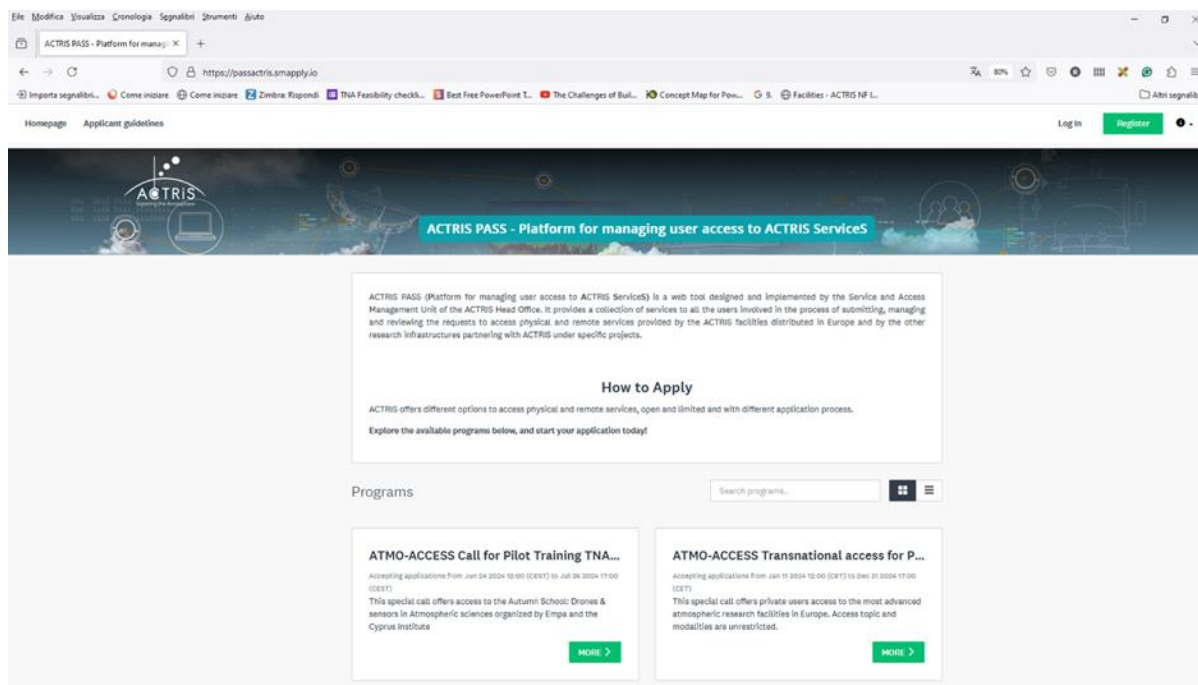 File Modifica Visualizza Cronologia Segnalibri Strumenti Aiuto
ACTRIS PASS - Platform for manag
https://passactris.smapply.io
80%
Importa segnalibri... Come iniziare Come iniziare Zimbra: Rispondi TNA Feasibility checkli... Best Free PowerPoint T... The Challenges of Buil... Concept Map for Pow... G 9. Facilities - ACTRIS NF L...
Altri segnalib
Homepage Applicant guidelines
Log in Register
ACTRIS
Exploring the Atmosphere
ACTRIS PASS - Platform for managing user access to ACTRIS ServiceS
ACTRIS PASS (Platform for managing user access to ACTRIS ServiceS) is a web tool designed and implemented by the Service and Access
Management Unit of the ACTRIS Head Office. It provides a collection of services to all the users involved in the process of submitting, managing
and reviewing the requests to access physical and remote services provided by the ACTRIS facilities distributed in Europe and by the other
research infrastructures partnering with ACTRIS under specific projects.
How to Apply
ACTRIS offers different options to access physical and remote services, open and limited and with different application process.
Explore the available programs below, and start your application today!
Programs
Search programs...
ATMO-ACCESS Call for Pilot Training TNA...
Accepting applications from Jun 24 2024 12:00 (CEST) to Jul 26 2024 17:00
(CEST)
This special call offers access to the Autumn School: Drones &
sensors in Atmospheric sciences organized by Empa and the
Cyprus Institute
MORE >
ATMO-ACCESS Transnational access for P...
Accepting applications from Jan 11 2024 12:00 (CET) to Dec 31 2024 17:00
(CET)
This special call offers private users access to the most advanced
atmospheric research facilities in Europe. Access topic and
modalities are unrestricted.
MORE >